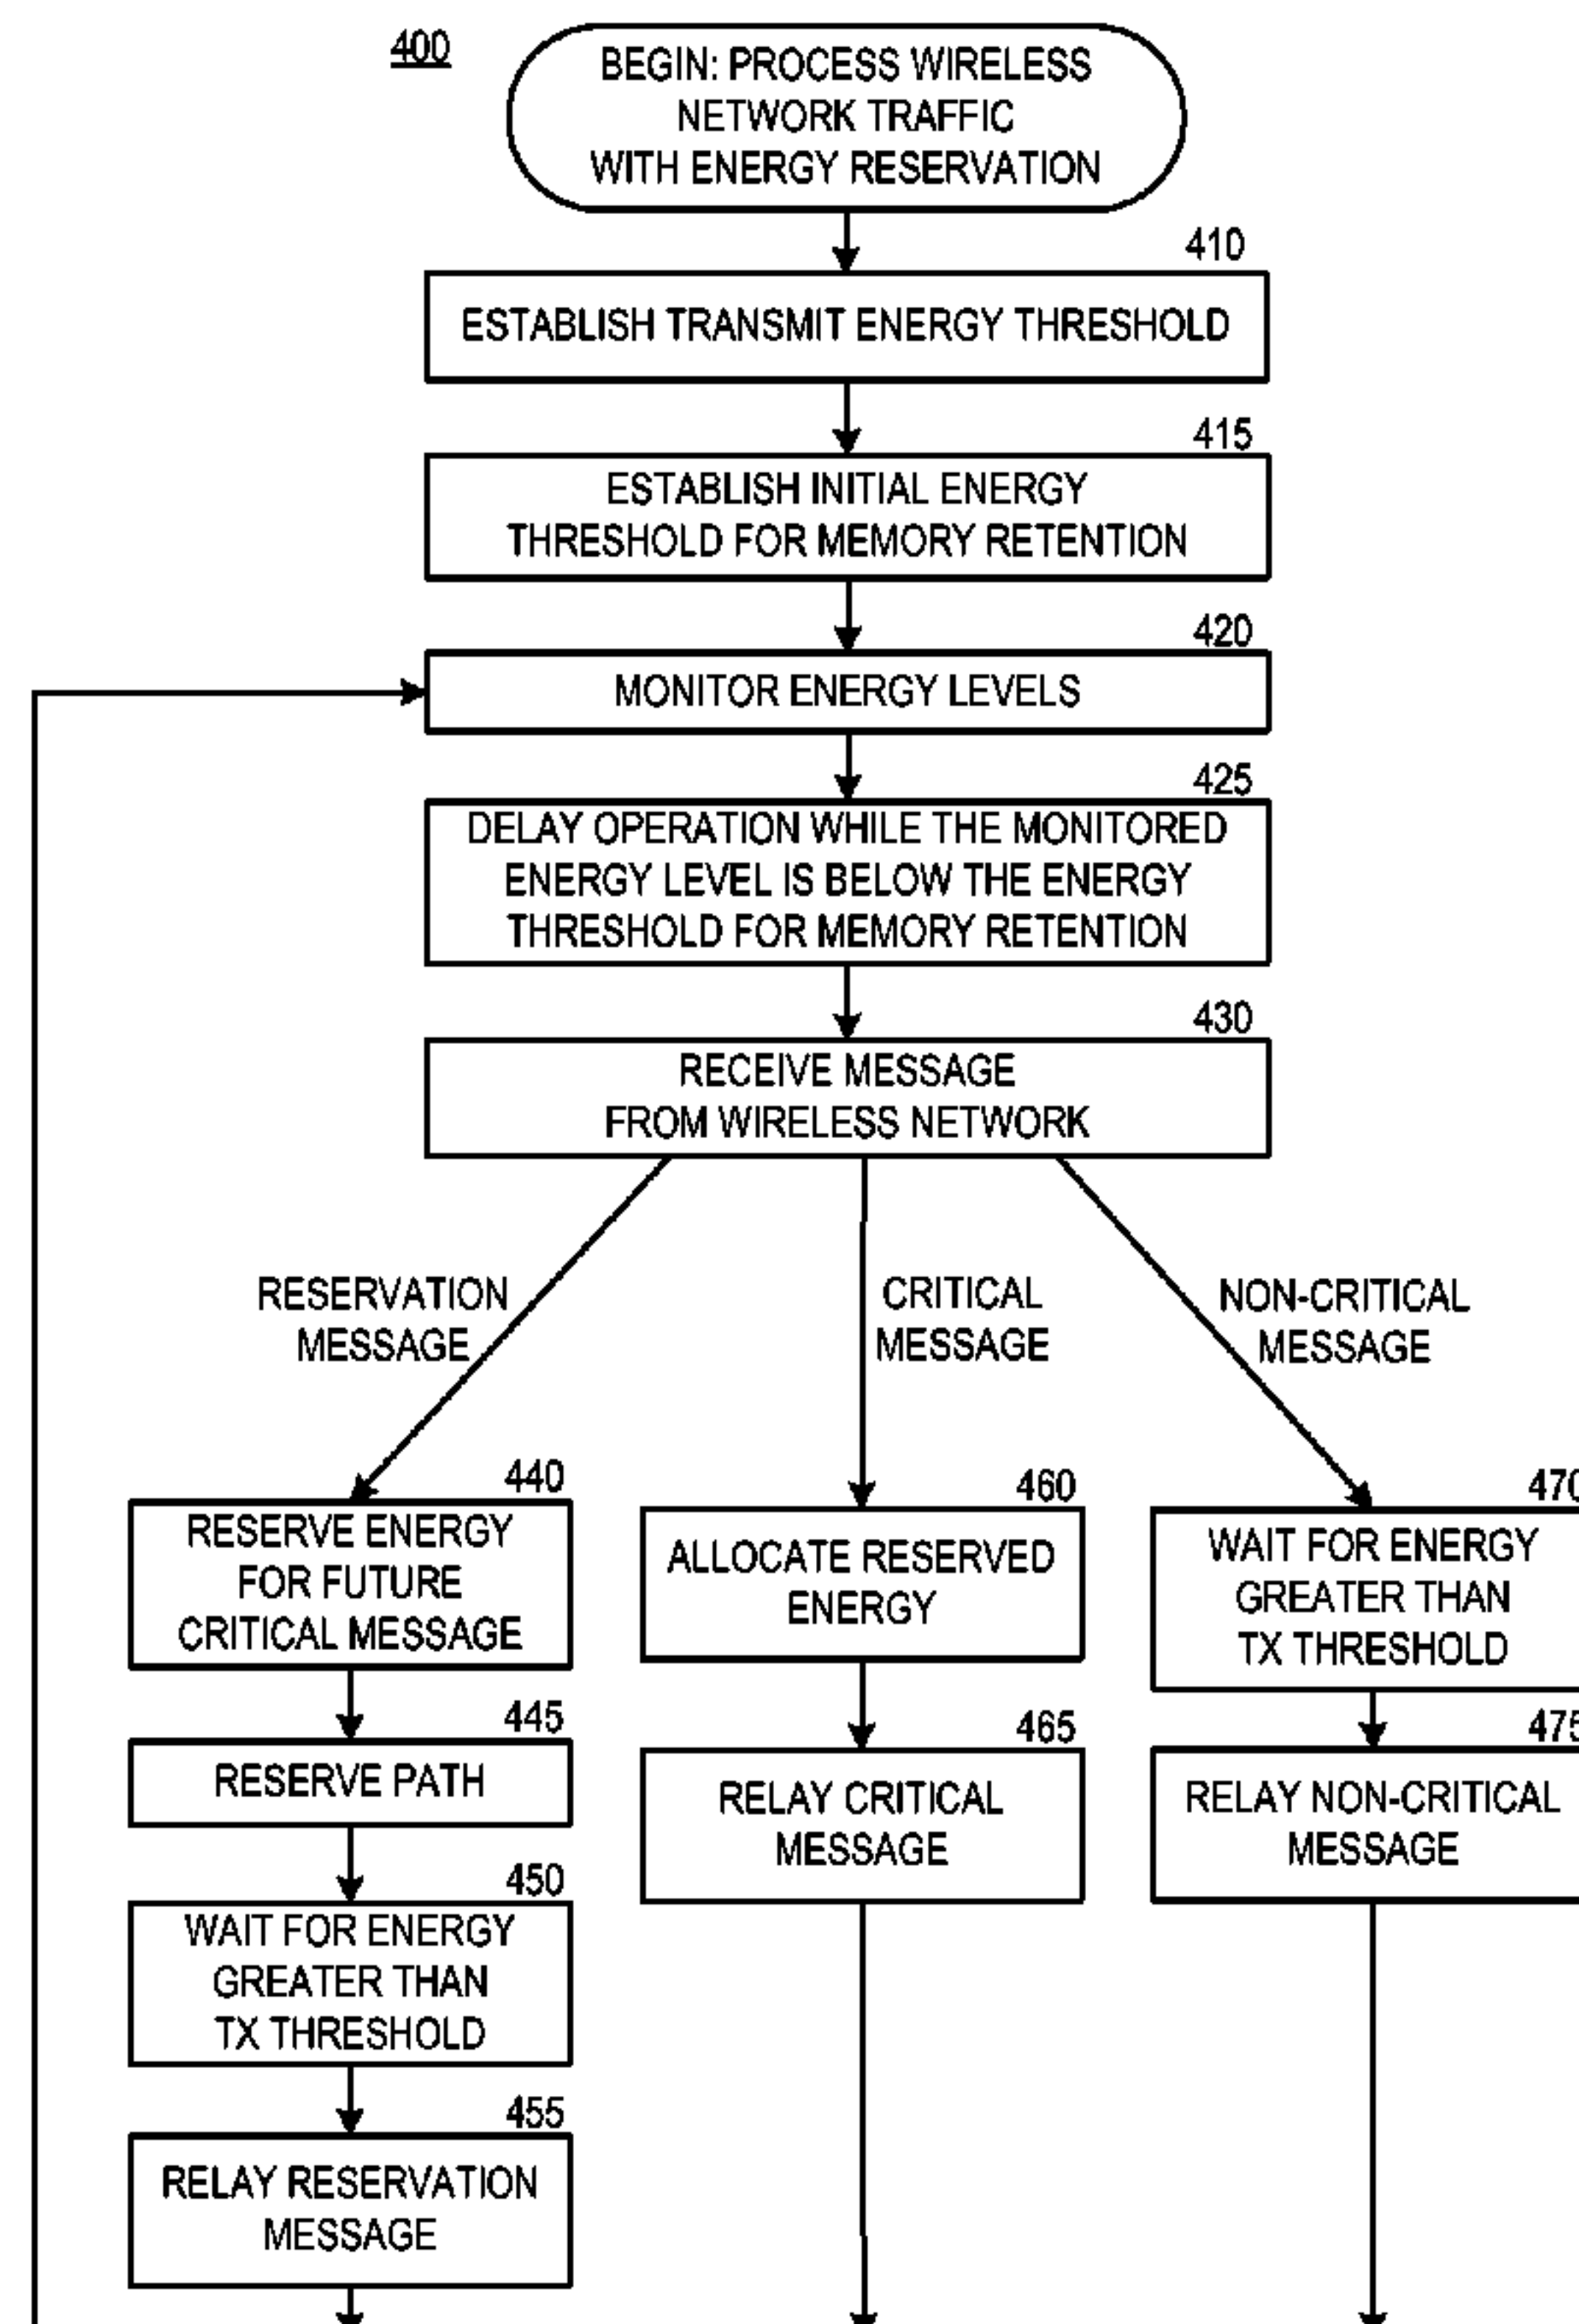 400
BEGIN: PROCESS WIRELESS
NETWORK TRAFFIC
WITH ENERGY RESERVATION
410
ESTABLISH TRANSMIT ENERGY THRESHOLD
415
ESTABLISH INITIAL ENERGY
THRESHOLD FOR MEMORY RETENTION
420
MONITOR ENERGY LEVELS
425
DELAY OPERATION WHILE THE MONITORED
ENERGY LEVEL IS BELOW THE ENERGY
THRESHOLD FOR MEMORY RETENTION
430
RECEIVE MESSAGE
FROM WIRELESS NETWORK
RESERVATION
MESSAGE
CRITICAL
MESSAGE
NON-CRITICAL
MESSAGE
440
RESERVE ENERGY
FOR FUTURE
CRITICAL MESSAGE
445
RESERVE PATH
450
WAIT FOR ENERGY
GREATER THAN
TX THRESHOLD
455
RELAY RESERVATION
MESSAGE
460
ALLOCATE RESERVED
ENERGY
465
RELAY CRITICAL
MESSAGE
470
WAIT FOR ENERGY
GREATER THAN
TX THRESHOLD
475
RELAY NON-CRITICAL
MESSAGE